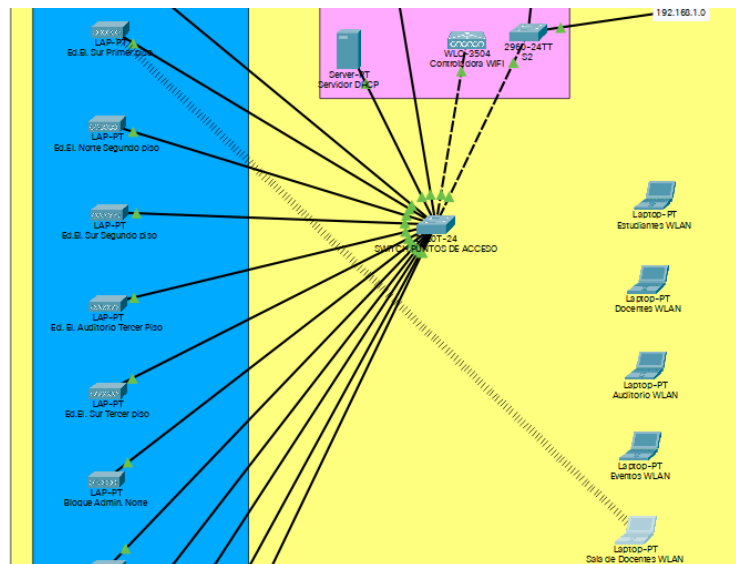 192.168.1.0
LAP-PT
Ed.El. Sur Primer piso
WLC-3504
Controladora WIFI
2960-24TT
S2
Server-PT
Servidor DHCP
LAP-PT
Ed.El. Norte Segundo piso
LAP-PT
Ed.El. Sur Segundo piso
Laptop-PT
Estudiantes WLAN
SWITCH PUNTOS DE ACCESO
LAP-PT
Ed. El. Auditorio Tercer Piso
Laptop-PT
Docentes WLAN
LAP-PT
Ed.El. Sur Tercer piso
Laptop-PT
Auditorio WLAN
LAP-PT
Bloque Admin. Norte
Laptop-PT
Eventos WLAN
Laptop-PT
Sala de Docentes WLAN